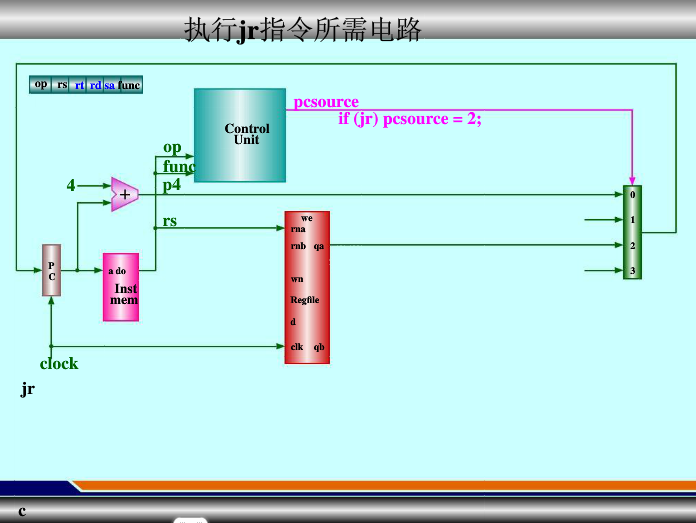 执行jr指令所需电路
op rs rt rd sa func
pcsource
if (jr) pcsource = 2;
Control
Unit
op
func
4
+
p4
0
1
2
3
rs
we
rna
rnb qa
wn
Regfile
d
clk qb
P
C
a do
Inst
mem
clock
jr
c